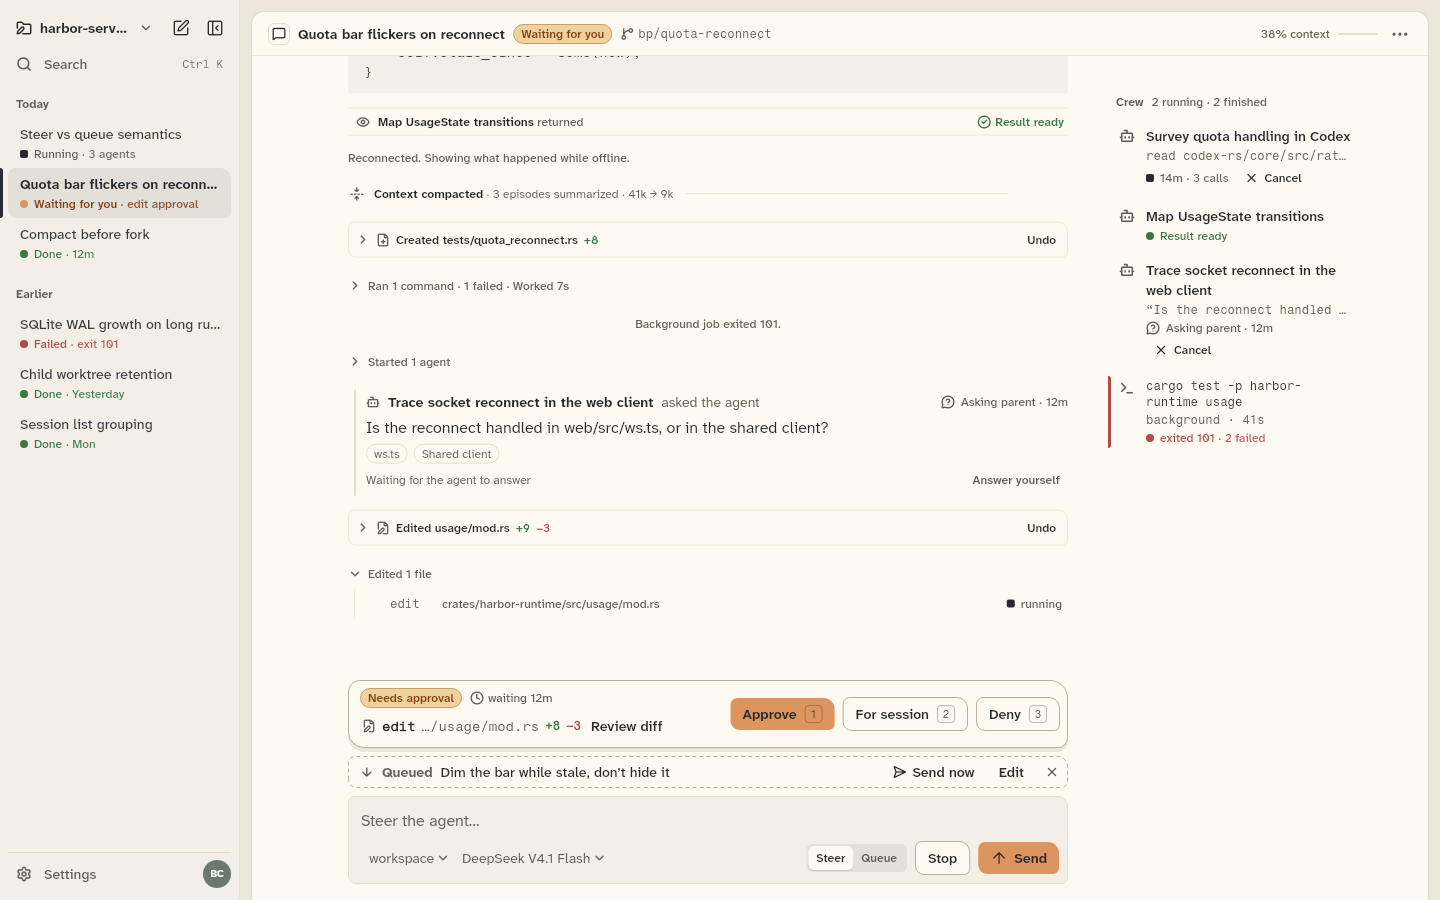 harbor-serv...
Search
Ctrl K
Today
Steer vs queue semantics
Running · 3 agents
Quota bar flickers on reconn...
Waiting for you · edit approval
Compact before fork
Done · 12m
Earlier
SQLite WAL growth on long ru...
Failed · exit 101
Child worktree retention
Done · Yesterday
Session list grouping
Done · Mon
Settings
BC
Quota bar flickers on reconnect
Waiting for you
bp/quota-reconnect
38% context
}
Map UsageState transitions returned
Result ready
Reconnected. Showing what happened while offline.
Context compacted · 3 episodes summarized · 41k → 9k
Created tests/quota_reconnect.rs +8
Undo
Ran 1 command · 1 failed · Worked 7s
Background job exited 101.
Started 1 agent
Trace socket reconnect in the web client asked the agent
Asking parent · 12m
Is the reconnect handled in web/src/ws.ts, or in the shared client?
ws.ts
Shared client
Waiting for the agent to answer
Answer yourself
Edited usage/mod.rs +9 −3
Undo
Edited 1 file
edit crates/harbor-runtime/src/usage/mod.rs
running
Needs approval
waiting 12m
edit …/usage/mod.rs +8 −3 Review diff
Approve 1
For session 2
Deny 3
Queued Dim the bar while stale, don't hide it
Send now
Edit
Steer the agent...
workspace
DeepSeek V4.1 Flash
Steer
Queue
Stop
Send
Crew 2 running · 2 finished
Survey quota handling in Codex
read codex-rs/core/src/rat…
14m · 3 calls
Cancel
Map UsageState transitions
Result ready
Trace socket reconnect in the
web client
“Is the reconnect handled …
Asking parent · 12m
Cancel
cargo test -p harbor-
runtime usage
background · 41s
exited 101 · 2 failed